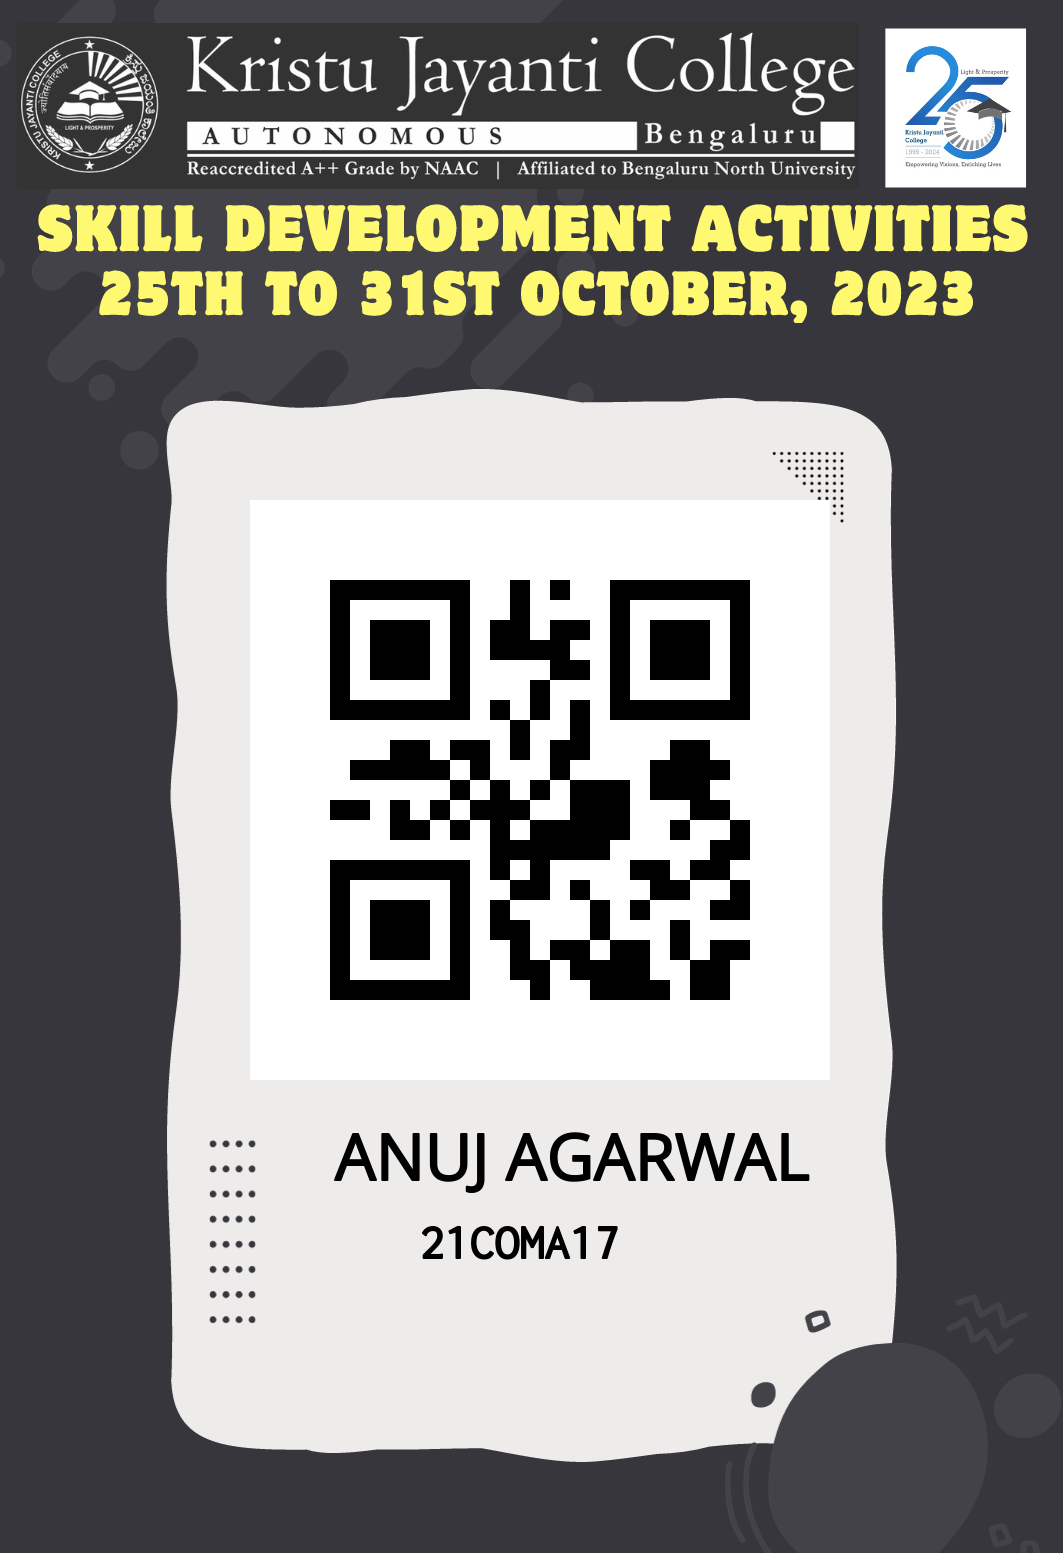 Kristu Jayanti College
AUTONOMOUS Bengaluru
Reaccredited A++ Grade by NAAC | Affiliated to Bengaluru North University
KRISTU JAYANTI COLLEGE
LIGHT & PROSPERITY
25
Light & Prosperity
Kristu Jayanti
College
1999 - 2024
Empowering Visions, Enriching Lives
SKILL DEVELOPMENT ACTIVITIES
25TH TO 31ST OCTOBER, 2023
ANUJ AGARWAL
21COMA17